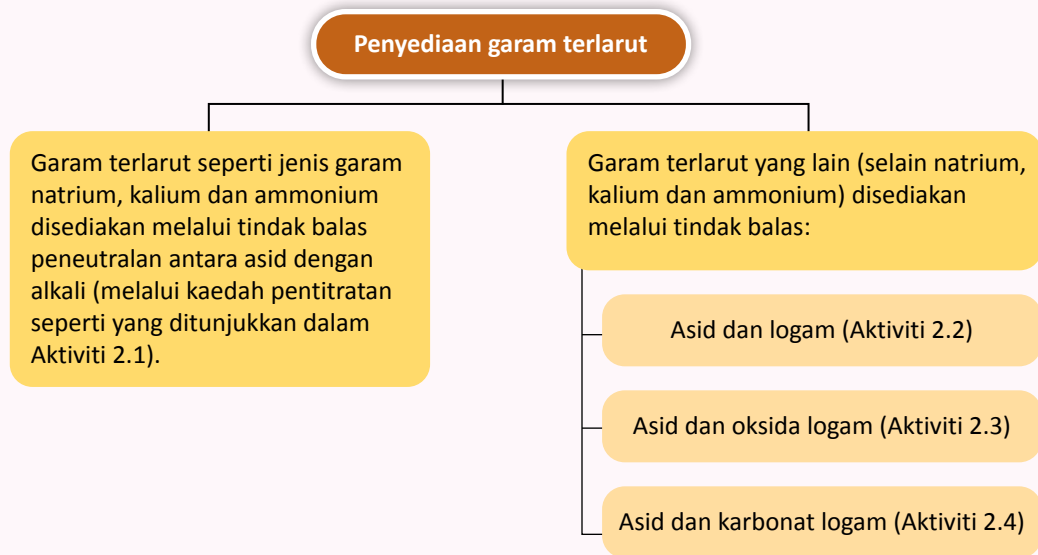 Penyediaan garam terlarut
Garam terlarut seperti jenis garam
natrium, kalium dan ammonium
disediakan melalui tindak balas
peneutralan antara asid dengan
alkali (melalui kaedah pentitratan
seperti yang ditunjukkan dalam
Aktiviti 2.1).
Garam terlarut yang lain (selain natrium,
kalium dan ammonium) disediakan
melalui tindak balas:
Asid dan logam (Aktiviti 2.2)
Asid dan oksida logam (Aktiviti 2.3)
Asid dan karbonat logam (Aktiviti 2.4)